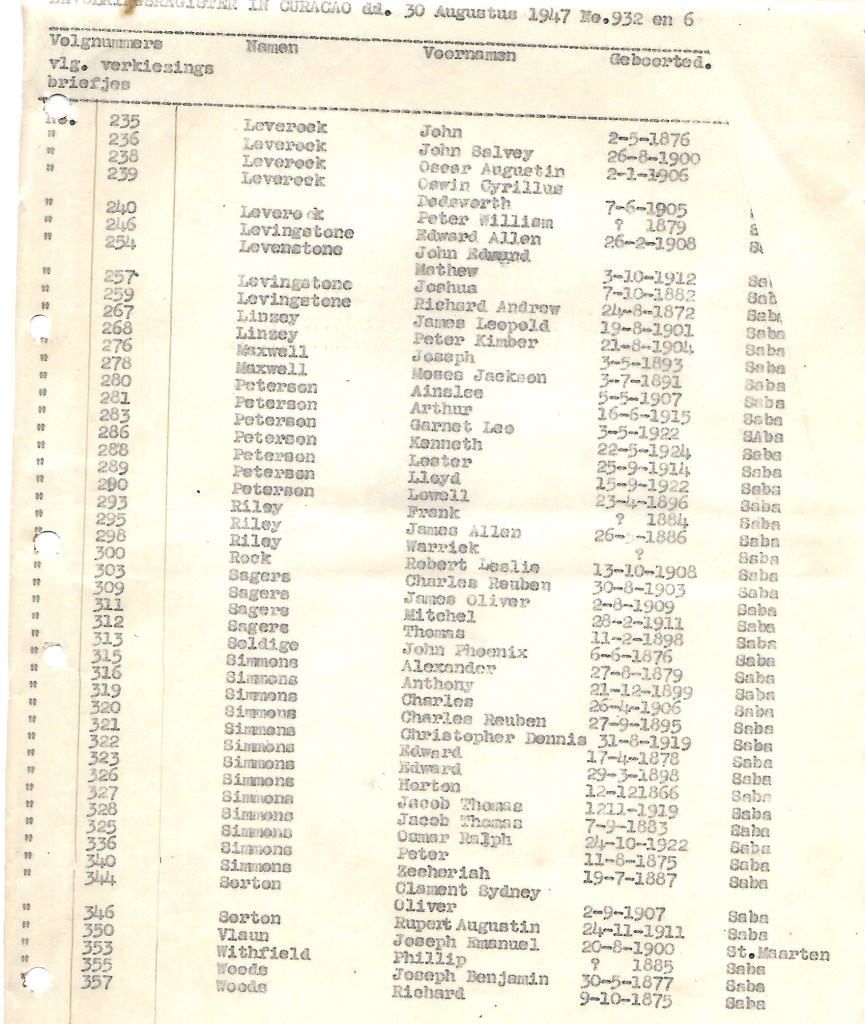 BEVOLKINGSREGISTER IN CURACAO dd. 30 Augustus 1947 No.932 en 6
Volgnummers Namen Voornamen Geboorted.
vlg. verkiezings
briefjes
No. 235 Leverock John 2-5-1876
" 236 Leverock John Salvey 26-8-1900
" 238 Leverock Oscar Augustin 2-1-1906
" 239 Leverock Oswin Cyrillus
Dodsworth 7-6-1905
" 240 Leverock Peter William ? 1879
" 246 Levingstone Edward Allen 26-2-1908
" 254 Levenstone John Edmund
Mathew 3-10-1912
" 257 Levingstone Joshua 7-10-1882
" 259 Levingstone Richard Andrew 24-8-1872 Saba
" 267 Linzey James Leopold 19-8-1901 Saba
" 268 Linzey Peter Kimber 21-8-1904 Saba
" 276 Maxwell Joseph 3-5-1893 Saba
" 278 Maxwell Moses Jackson 3-7-1891 Saba
" 280 Peterson Ainslee 5-5-1907 Saba
" 281 Peterson Arthur 16-6-1915 Saba
" 283 Peterson Garnet Leo 3-5-1922 SAba
" 286 Peterson Kenneth 22-5-1924 Saba
" 288 Peterson Lester 25-9-1914 Saba
" 289 Peterson Lloyd 15-9-1922 Saba
" 290 Peterson Lowell 23-4-1896 Saba
" 293 Riley Frank ? 1884 Saba
" 295 Riley James Allen 26-5-1886 Saba
" 298 Riley Warrick ? Saba
" 300 Rock Robert Leslie 13-10-1908 Saba
" 303 Sagers Charles Reuben 30-8-1903 Saba
" 309 Sagers James Oliver 2-8-1909 Saba
" 311 Sagers Mitchel 28-2-1911 Saba
" 312 Sagers Thomas 11-2-1898 Saba
" 313 Soldige John Phoenix 6-6-1876 Saba
" 315 Simmons Alexander 27-8-1879 Saba
" 316 Simmons Anthony 21-12-1899 Saba
" 319 Simmons Charles 26-4-1906 Saba
" 320 Simmons Charles Reuben 27-9-1895 Saba
" 321 Simmons Christopher Dennis 31-8-1919 Saba
" 322 Simmons Edward 17-4-1878 Saba
" 323 Simmons Edward 29-3-1898 Saba
" 326 Simmons Horton 12-121866 Saba
" 327 Simmons Jacob Thomas 1211-1919 Saba
" 328 Simmons Jacob Thomas 7-9-1883 Saba
" 325 Simmons Osmar Ralph 24-10-1922 Saba
" 336 Simmons Peter 11-8-1875 Saba
" 340 Simmons Zecheriah 19-7-1887 Saba
" 344 Sorton Clement Sydney
Oliver 2-9-1907 Saba
" 346 Sorton Rupert Augustin 24-11-1911 Saba
" 350 Vlaun Joseph Emanuel 20-8-1900 St.Maarten
" 353 Withfield Phillip ? 1885 Saba
" 355 Woods Joseph Benjamin 30-5-1877 Saba
" 357 Woods Richard 9-10-1875 Saba